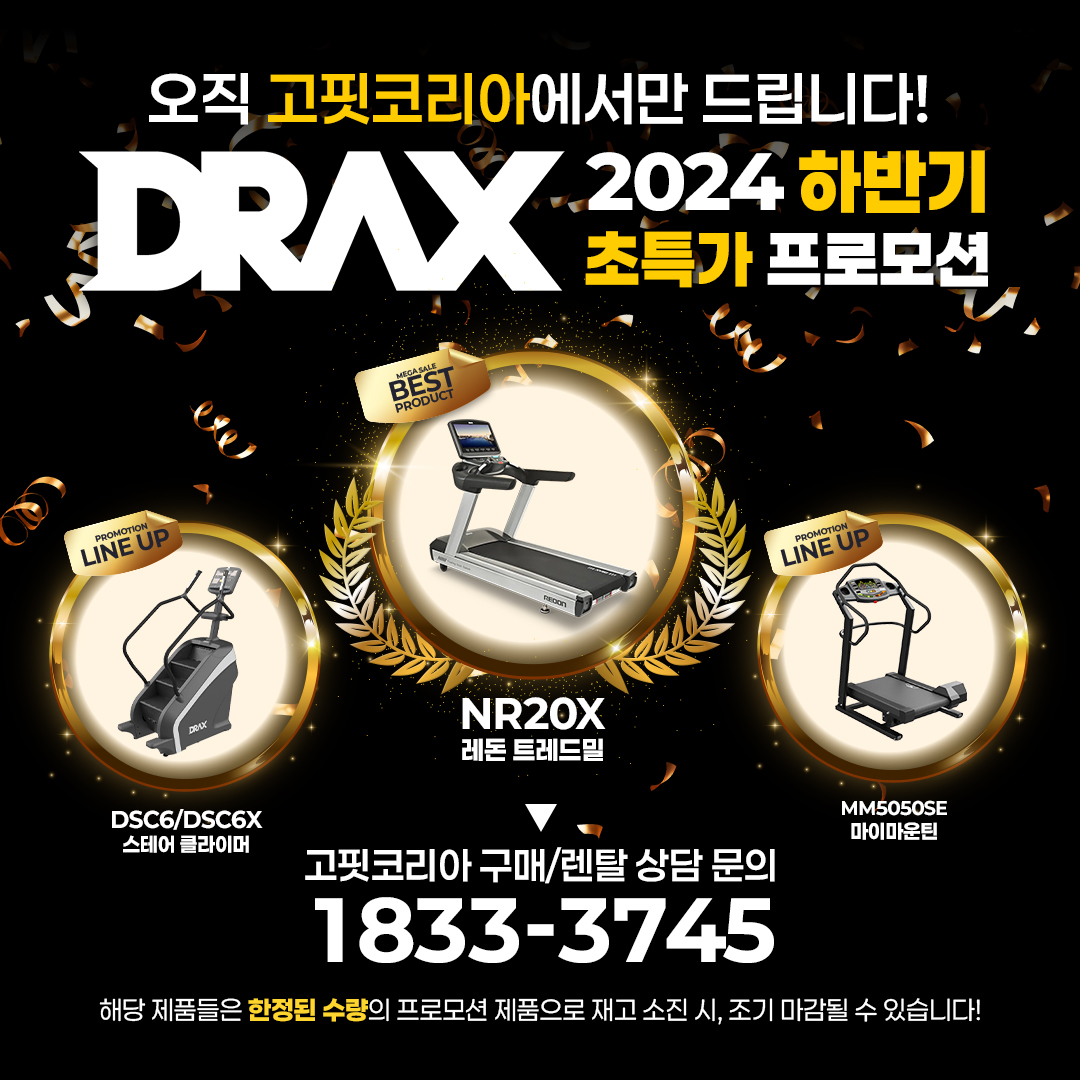 오직 고핏코리아에서만 드립니다!
DRAX
2024 하반기
초특가 프로모션
MEGA SALE
BEST
PRODUCT
REDON
NR20X
레돈 트레드밀
PROMOTION
LINE UP
DRAX
DSC6/DSC6X
스테어 클라이머
PROMOTION
LINE UP
MM5050SE
마이마운틴
고핏코리아 구매/렌탈 상담 문의
1833-3745
해당 제품들은 한정된 수량의 프로모션 제품으로 재고 소진 시, 조기 마감될 수 있습니다!